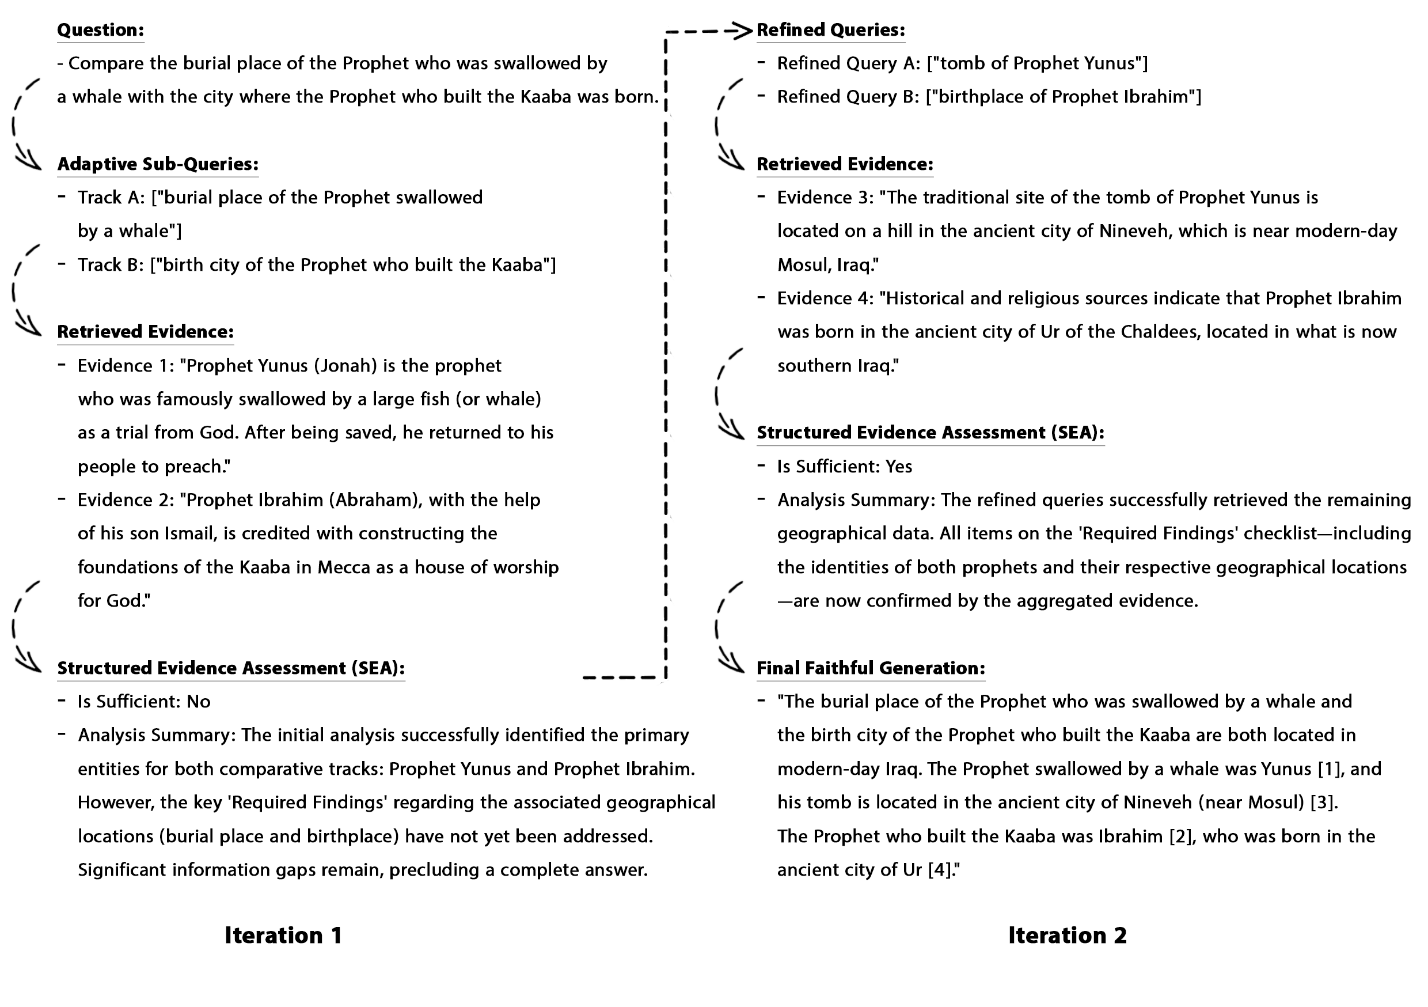 Question:
- Compare the burial place of the Prophet who was swallowed by
a whale with the city where the Prophet who built the Kaaba was born.
Adaptive Sub-Queries:
- Track A: ["burial place of the Prophet swallowed
by a whale"]
- Track B: ["birth city of the Prophet who built the Kaaba"]
Retrieved Evidence:
- Evidence 1: "Prophet Yunus (Jonah) is the prophet
who was famously swallowed by a large fish (or whale)
as a trial from God. After being saved, he returned to his
people to preach."
- Evidence 2: "Prophet Ibrahim (Abraham), with the help
of his son Ismail, is credited with constructing the
foundations of the Kaaba in Mecca as a house of worship
for God."
Structured Evidence Assessment (SEA):
- Is Sufficient: No
- Analysis Summary: The initial analysis successfully identified the primary
entities for both comparative tracks: Prophet Yunus and Prophet Ibrahim.
However, the key 'Required Findings' regarding the associated geographical
locations (burial place and birthplace) have not yet been addressed.
Significant information gaps remain, precluding a complete answer.
Iteration 1
Refined Queries:
- Refined Query A: ["tomb of Prophet Yunus"]
- Refined Query B: ["birthplace of Prophet Ibrahim"]
Retrieved Evidence:
- Evidence 3: "The traditional site of the tomb of Prophet Yunus is
located on a hill in the ancient city of Nineveh, which is near modern-day
Mosul, Iraq."
- Evidence 4: "Historical and religious sources indicate that Prophet Ibrahim
was born in the ancient city of Ur of the Chaldees, located in what is now
southern Iraq."
Structured Evidence Assessment (SEA):
- Is Sufficient: Yes
- Analysis Summary: The refined queries successfully retrieved the remaining
geographical data. All items on the 'Required Findings' checklist—including
the identities of both prophets and their respective geographical locations
—are now confirmed by the aggregated evidence.
Final Faithful Generation:
- "The burial place of the Prophet who was swallowed by a whale and
the birth city of the Prophet who built the Kaaba are both located in
modern-day Iraq. The Prophet swallowed by a whale was Yunus [1], and
his tomb is located in the ancient city of Nineveh (near Mosul) [3].
The Prophet who built the Kaaba was Ibrahim [2], who was born in the
ancient city of Ur [4]."
Iteration 2